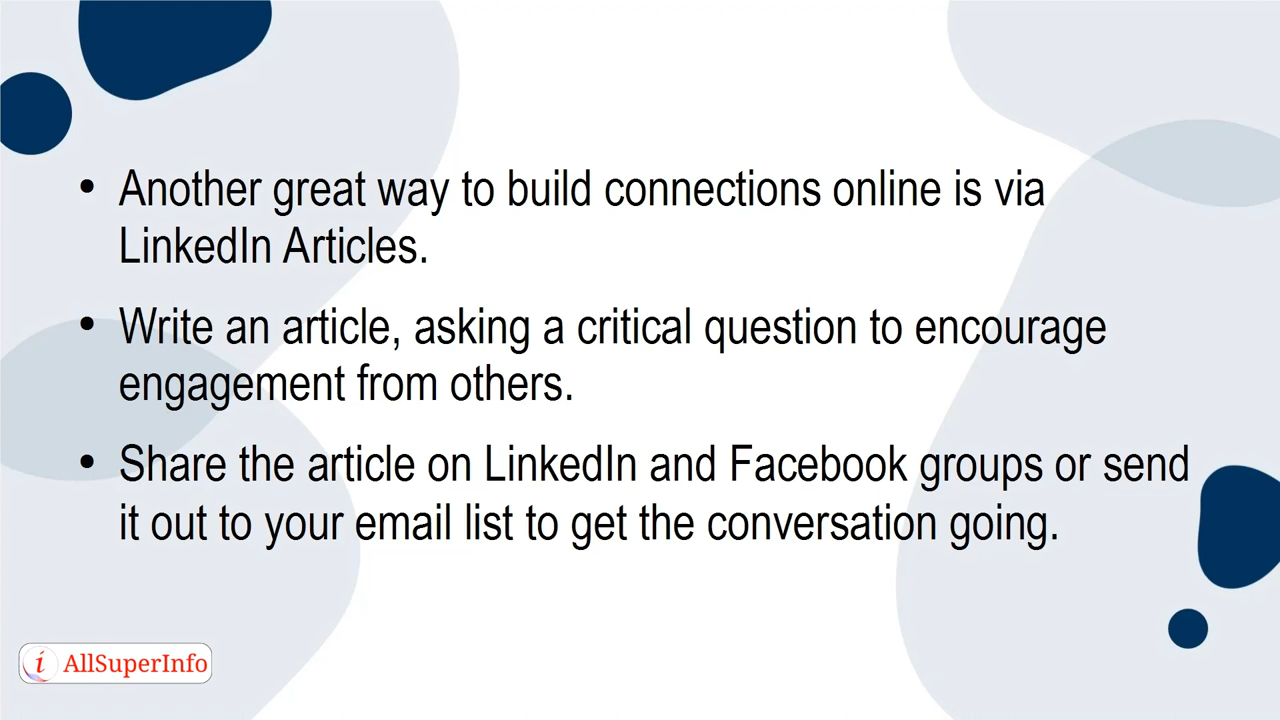 • Another great way to build connections online is via
LinkedIn Articles.
• Write an article, asking a critical question to encourage
engagement from others.
• Share the article on LinkedIn and Facebook groups or send
it out to your email list to get the conversation going.
i AllSuperInfo